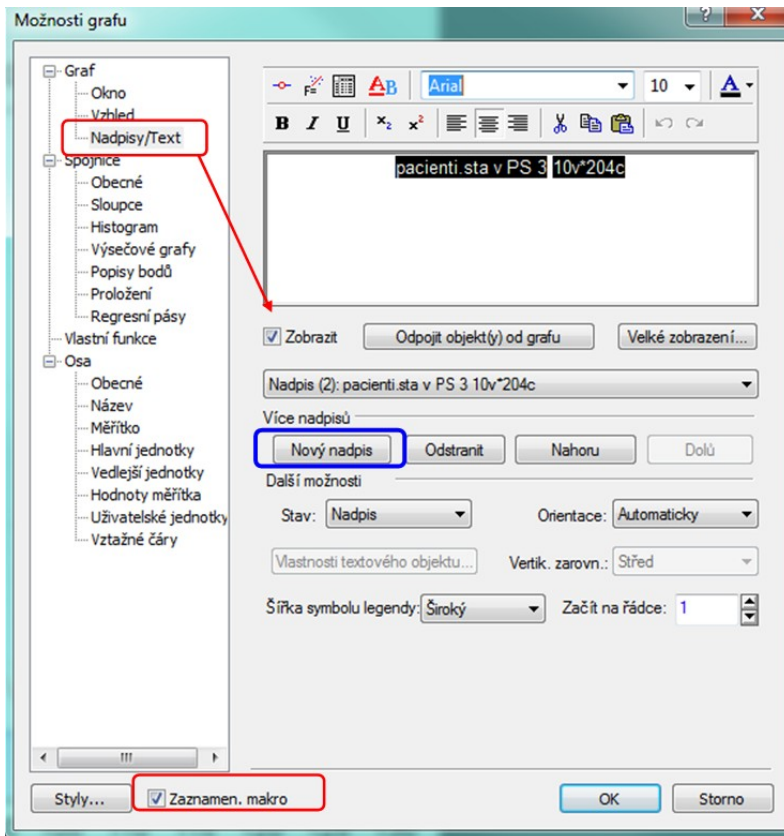 Možnosti grafu
Graf
Okno
Vzhled
Nadpisy/Text
Spojnice
Obecné
Sloupce
Histogram
Výsečové grafy
Popisy bodů
Proložení
Regresní pásy
Vlastní funkce
Osa
Obecné
Název
Měřítko
Hlavní jednotky
Vedlejší jednotky
Hodnoty měřítka
Uživatelské jednotky
Vztažné čáry
Arial 10
B I U
pacienti.sta v PS 3 10v*204c
Zobrazit Odpojit objekt(y) od grafu Velké zobrazení...
Nadpis (2): pacienti.sta v PS 3 10v*204c
Více nadpisů
Nový nadpis Odstranit Nahoru Dolů
Další možnosti
Stav: Nadpis Orientace: Automaticky
Vlastnosti textového objektu... Vertik. zarovn.: Střed
Šířka symbolu legendy: Široký Začít na řádce: 1
Styly... Zaznamen. makro OK Storno